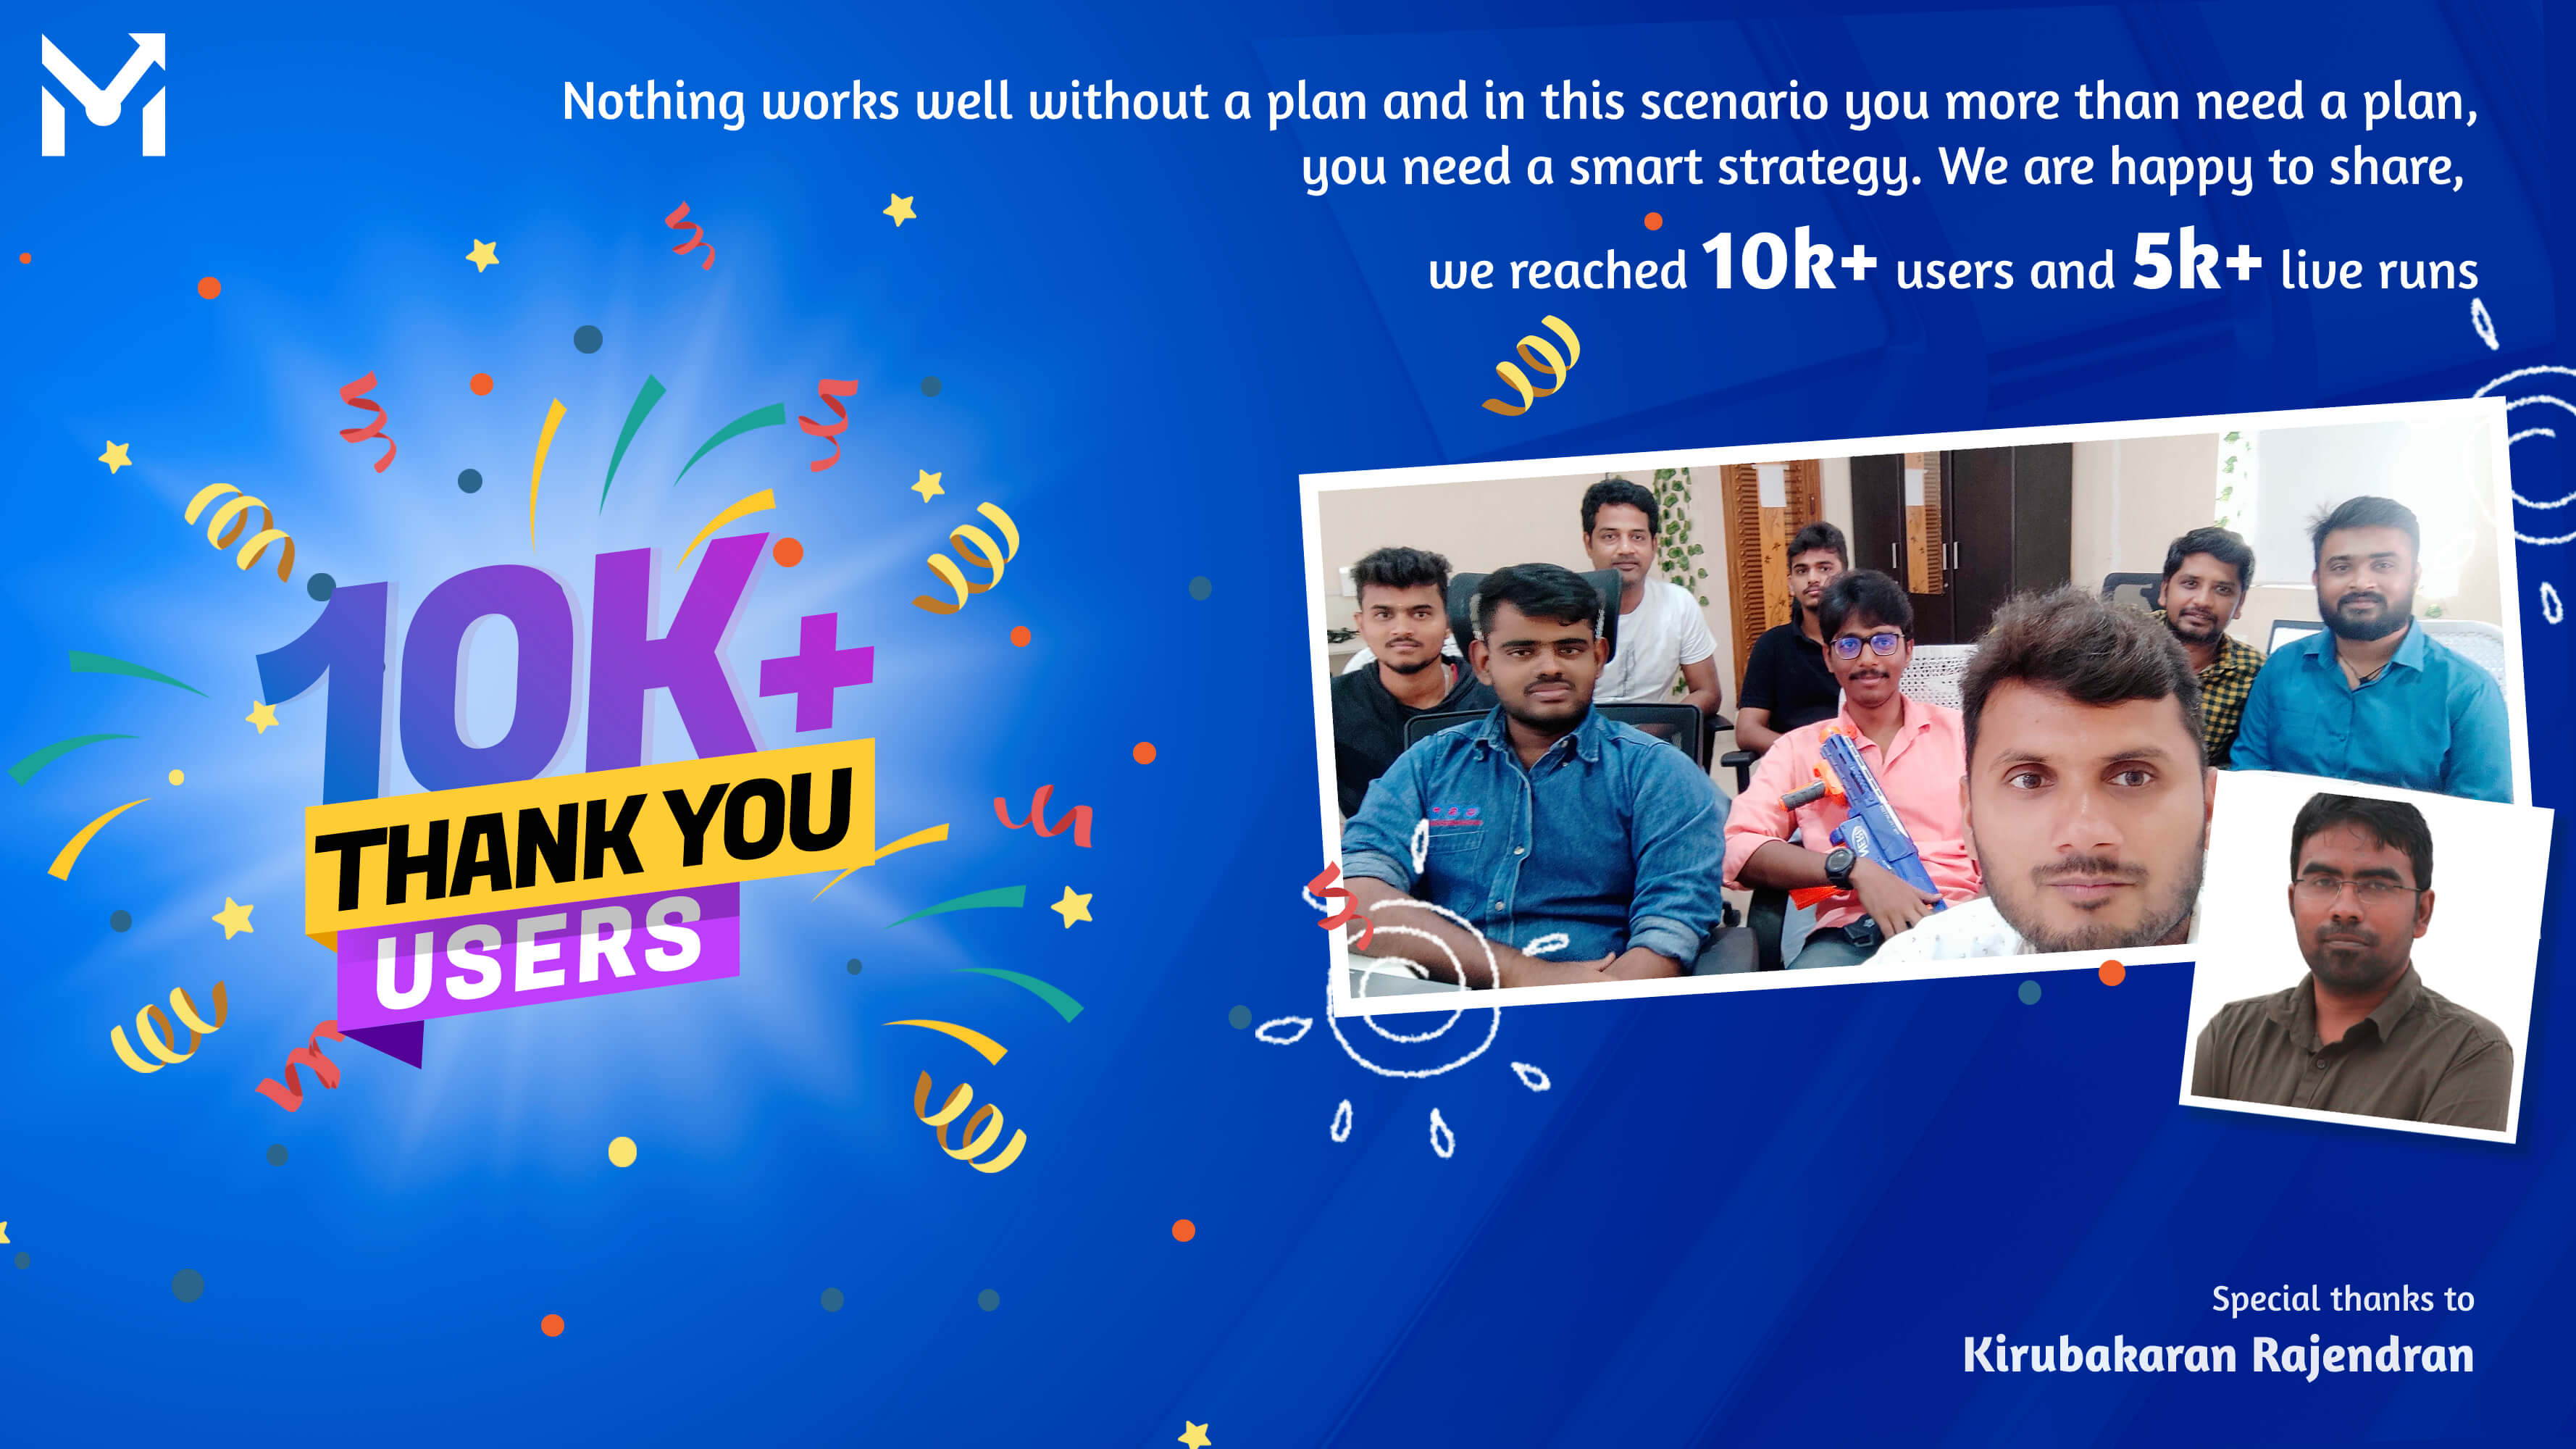 Nothing works well without a plan and in this scenario you more than need a plan,
you need a smart strategy. We are happy to share,
we reached 10k+ users and 5k+ live runs
10K+
THANK YOU
USERS
NERF
Special thanks to
Kirubakaran Rajendran